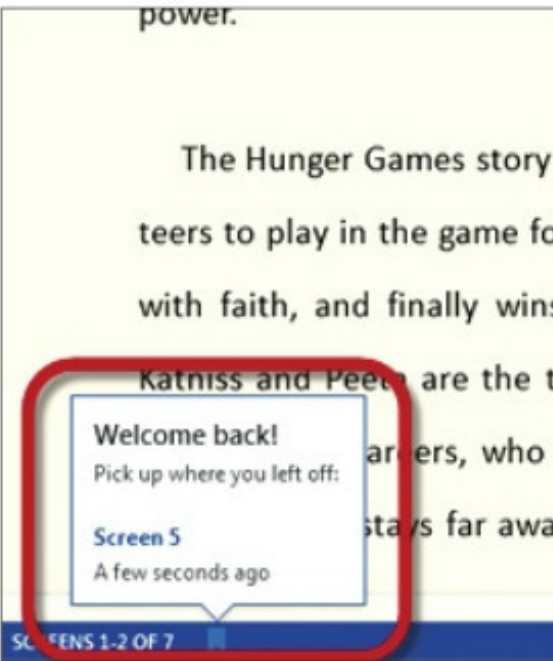 power.
The Hunger Games story
teers to play in the game fo
with faith, and finally wins
Katniss and Peeta are the t
Welcome back!
Pick up where you left off:
ers, who
Screen 5
stays far awa
A few seconds ago
SCREENS 1-2 OF 7